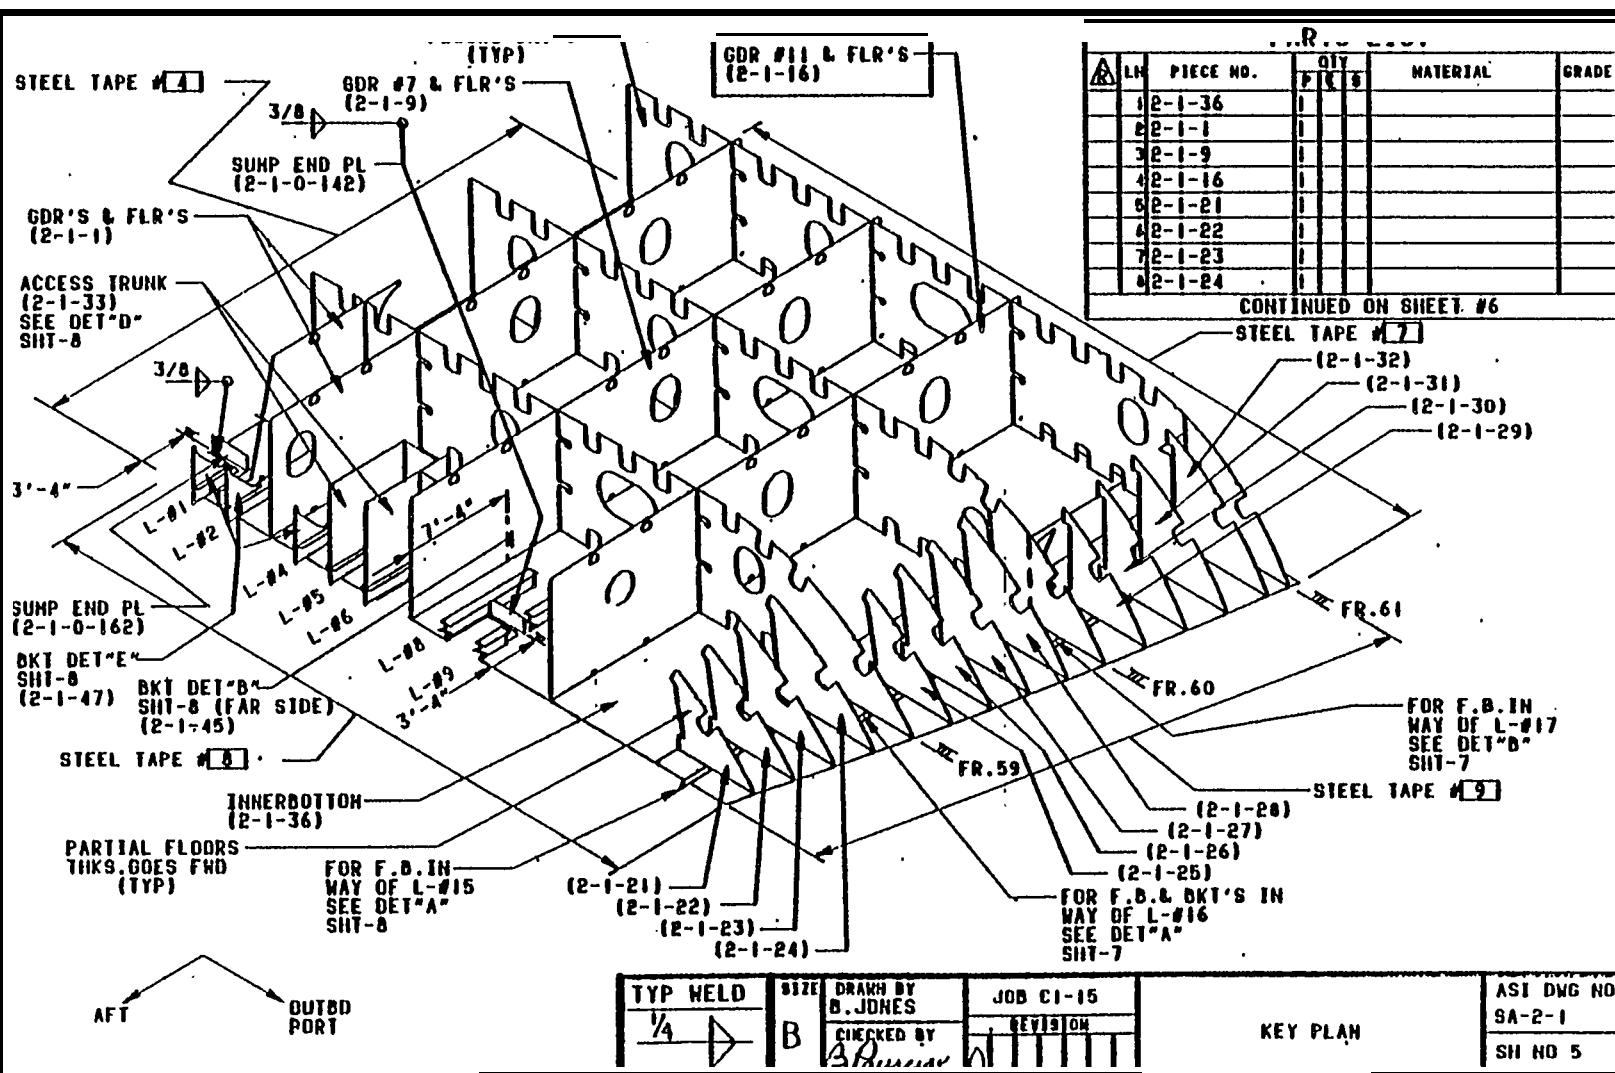 (TYP)
GDR #11 & FLR'S
(2-1-16)
STEEL TAPE # 4
GDR #7 & FLR'S
(2-1-9)
3/8
SUMP END PL
(2-1-0-142)
GDR'S & FLR'S
(2-1-1)
ACCESS TRUNK
(2-1-33)
SEE DET"D"
SHT-8
3/8
3'-4"
L-#1
L-#2
L-#4
L-#5
L-#6
L-#8
L-#9
7'-4"
3'-4"
SUMP END PL
(2-1-0-162)
BKT DET"E"
SHT-8
(2-1-47)
BKT DET"B"
SHT-8 (FAR SIDE)
(2-1-45)
STEEL TAPE # 8
INNERBOTTOM
(2-1-36)
PARTIAL FLOORS
THKS.GOES FWD
(TYP)
FOR F.B.IN
WAY OF L-#15
SEE DET"A"
SHT-8
(2-1-21)
(2-1-22)
(2-1-23)
(2-1-24)
AFT
OUTBD
PORT
PARTS LIST
LN PIECE NO. QTY MATERIAL GRADE
P C S
1 2-1-36 1
2 2-1-1 1
3 2-1-9 1
4 2-1-16 1
5 2-1-21 1
6 2-1-22 1
7 2-1-23 1
8 2-1-24 1
CONTINUED ON SHEET #6
STEEL TAPE # 7
(2-1-32)
(2-1-31)
(2-1-30)
(2-1-29)
FR.61
FR.60
FR.59
FOR F.B.IN
WAY OF L-#17
SEE DET"B"
SHT-7
STEEL TAPE # 9
(2-1-28)
(2-1-27)
(2-1-26)
(2-1-25)
FOR F.B.& BKT'S IN
WAY OF L-#16
SEE DET"A"
SHT-7
TYP WELD
1/4
SIZE
B
DRAWN BY
B.JONES
CHECKED BY
JOB C1-15
REVISION
KEY PLAN
ASI DWG NO
SA-2-1
SH NO 5